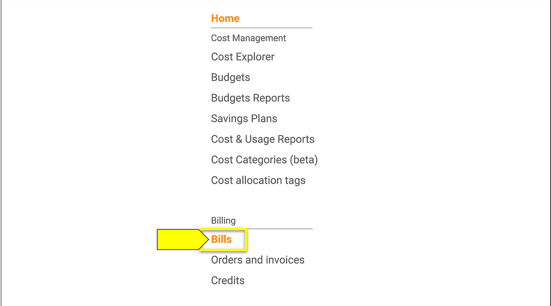 Home
Cost Management
Cost Explorer
Budgets
Budgets Reports
Savings Plans
Cost & Usage Reports
Cost Categories (beta)
Cost allocation tags
Billing
Bills
Orders and invoices
Credits